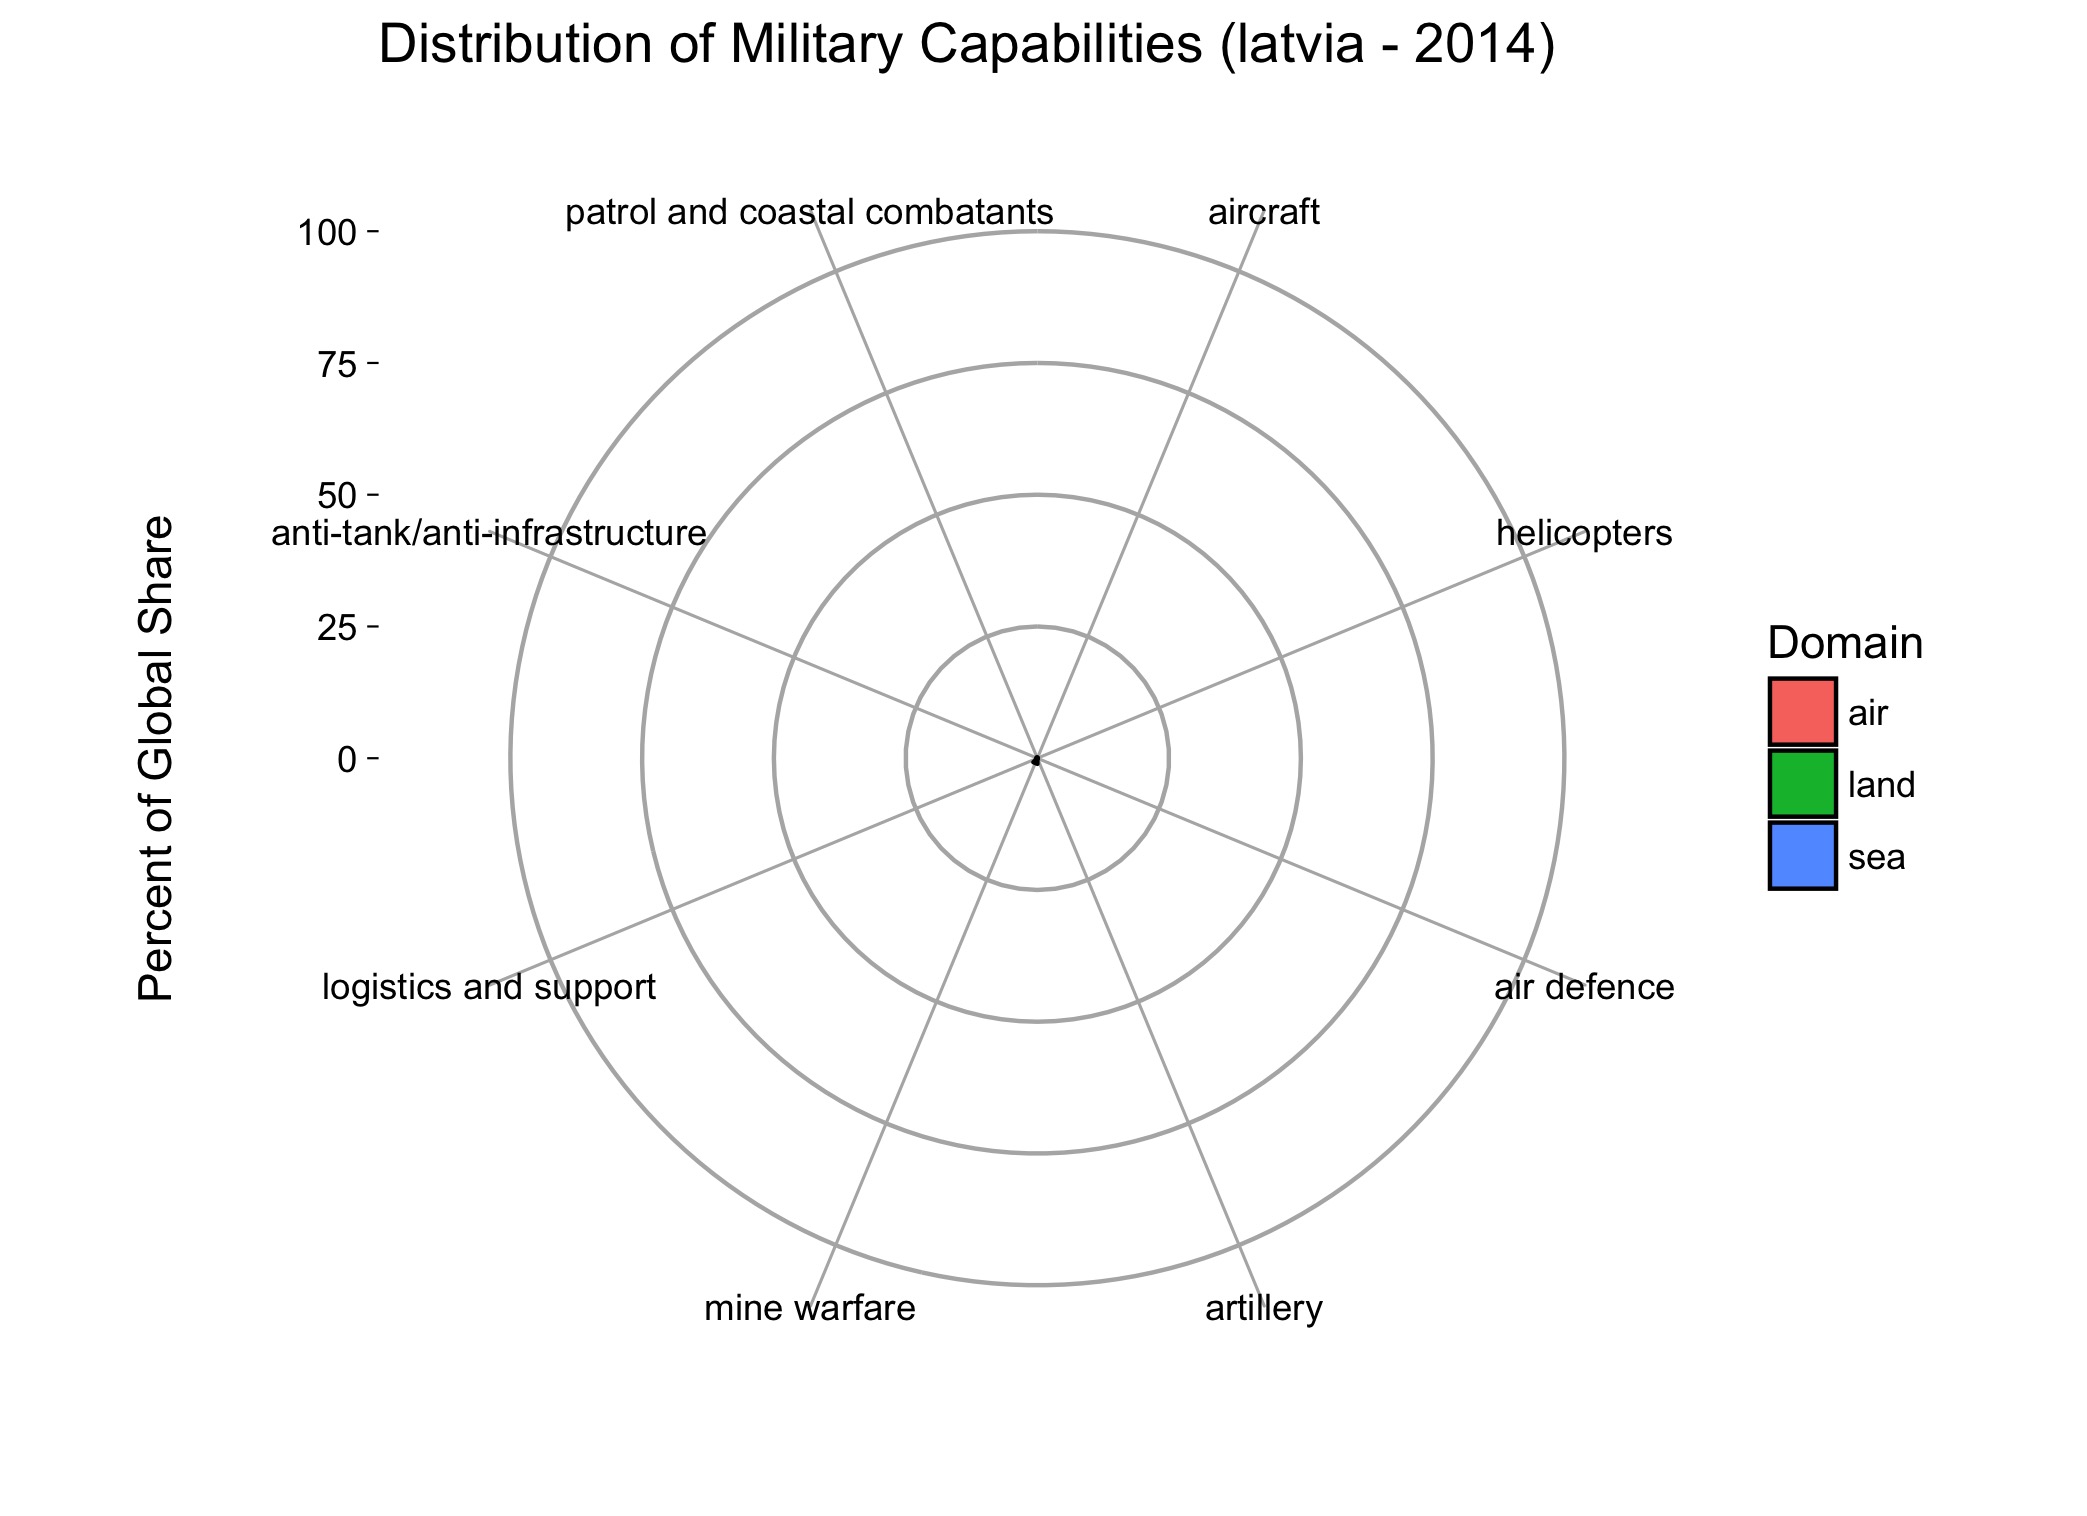 Distribution of Military Capabilities (latvia - 2014)
patrol and coastal combatants
aircraft
100
75
50
anti-tank/anti-infrastructure
helicopters
25
0
Percent of Global Share
Domain
air
land
sea
logistics and support
air defence
mine warfare
artillery